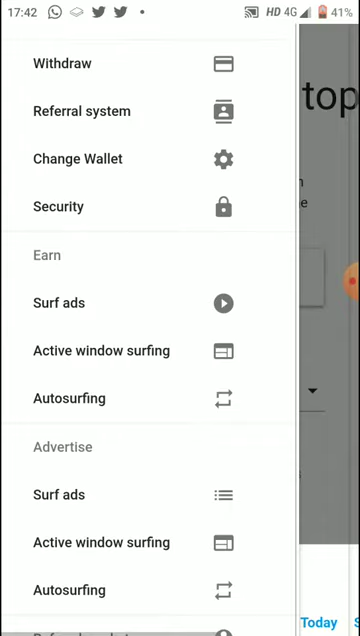 17:42 HD 4G 41%
Withdraw
top
Referral system
Change Wallet
Security
Earn
Surf ads
Active window surfing
Autosurfing
Advertise
Surf ads
Active window surfing
Autosurfing
Today